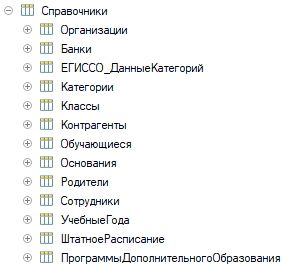 Справочники
Организации
Банки
ЕГИССО_ДанныеКатегорий
Категории
Классы
Контрагенты
Обучающиеся
Основания
Родители
Сотрудники
УчебныеГода
ШтатноеРасписание
ПрограммыДополнительногоОбразования